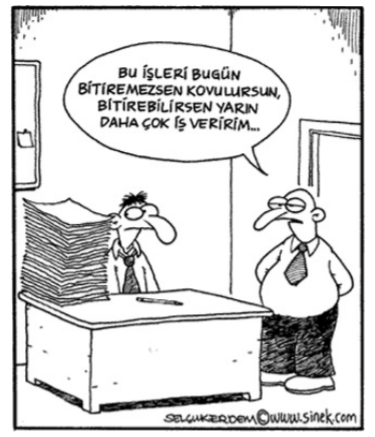 BU İŞLERİ BUGÜN
BİTİREMEZSEN KOVULURSUN,
BİTİREBİLİRSEN YARIN
DAHA ÇOK İŞ VERİRİM...
SELÇUKERDEM©www.sinek.com